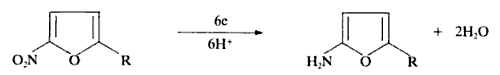 O₂N O R
6e
6H⁺
H₂N O R + 2H₂O